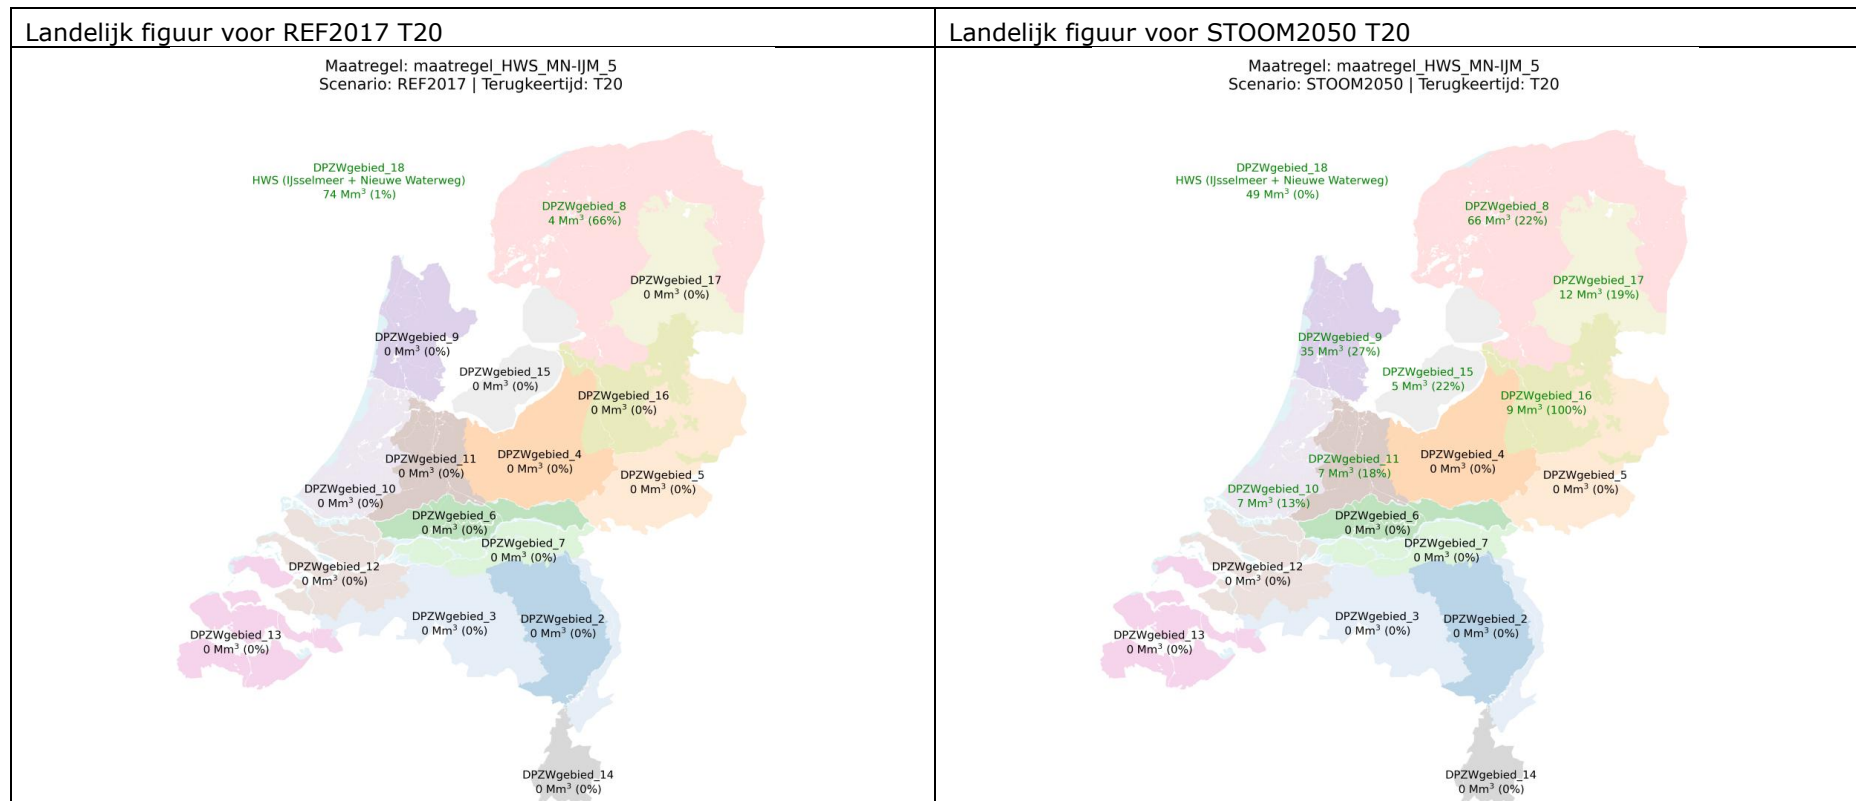 Landelijk figuur voor REF2017 T20
Maatregel: maatregel_HWS_MN-IJM_5
Scenario: REF2017 | Terugkeertijd: T20
DPZWgebied_18
HWS (IJsselmeer + Nieuwe Waterweg)
74 Mm³ (1%)
DPZWgebied_8
4 Mm³ (66%)
DPZWgebied_17
0 Mm³ (0%)
DPZWgebied_9
0 Mm³ (0%)
DPZWgebied_15
0 Mm³ (0%)
DPZWgebied_16
0 Mm³ (0%)
DPZWgebied_4
0 Mm³ (0%)
DPZWgebied_11
0 Mm³ (0%)
DPZWgebied_5
0 Mm³ (0%)
DPZWgebied_10
0 Mm³ (0%)
DPZWgebied_6
0 Mm³ (0%)
DPZWgebied_7
0 Mm³ (0%)
DPZWgebied_12
0 Mm³ (0%)
DPZWgebied_3
0 Mm³ (0%)
DPZWgebied_2
0 Mm³ (0%)
DPZWgebied_13
0 Mm³ (0%)
DPZWgebied_14
0 Mm³ (0%)
Landelijk figuur voor STOOM2050 T20
Maatregel: maatregel_HWS_MN-IJM_5
Scenario: STOOM2050 | Terugkeertijd: T20
DPZWgebied_18
HWS (IJsselmeer + Nieuwe Waterweg)
49 Mm³ (0%)
DPZWgebied_8
66 Mm³ (22%)
DPZWgebied_17
12 Mm³ (19%)
DPZWgebied_9
35 Mm³ (27%)
DPZWgebied_15
5 Mm³ (22%)
DPZWgebied_16
9 Mm³ (100%)
DPZWgebied_4
0 Mm³ (0%)
DPZWgebied_11
7 Mm³ (18%)
DPZWgebied_5
0 Mm³ (0%)
DPZWgebied_10
7 Mm³ (13%)
DPZWgebied_6
0 Mm³ (0%)
DPZWgebied_7
0 Mm³ (0%)
DPZWgebied_12
0 Mm³ (0%)
DPZWgebied_3
0 Mm³ (0%)
DPZWgebied_2
0 Mm³ (0%)
DPZWgebied_13
0 Mm³ (0%)
DPZWgebied_14
0 Mm³ (0%)